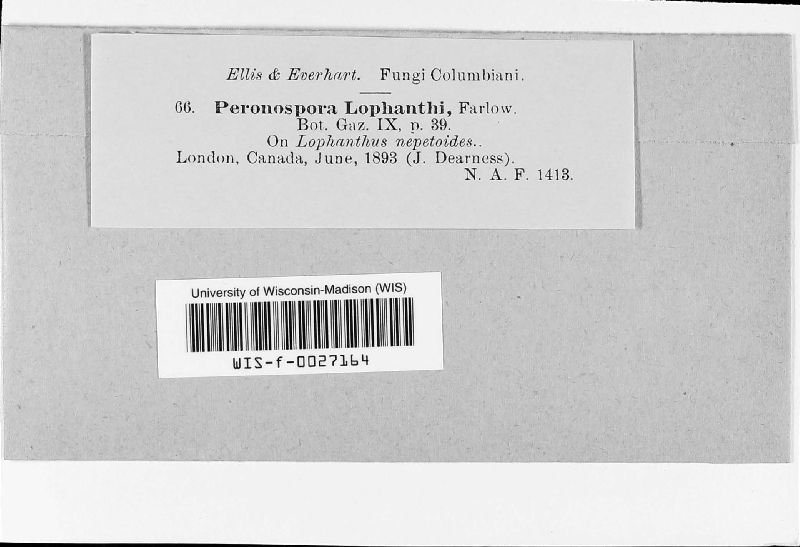 Ellis & Everhart. Fungi Columbiani.
66. Peronospora Lophanthi, Farlow.
Bot. Gaz. IX, p. 39.
On Lophanthus nepetoides..
London, Canada, June, 1893 (J. Dearness).
N. A. F. 1413.
University of Wisconsin-Madison (WIS)
WIS-f-0027164